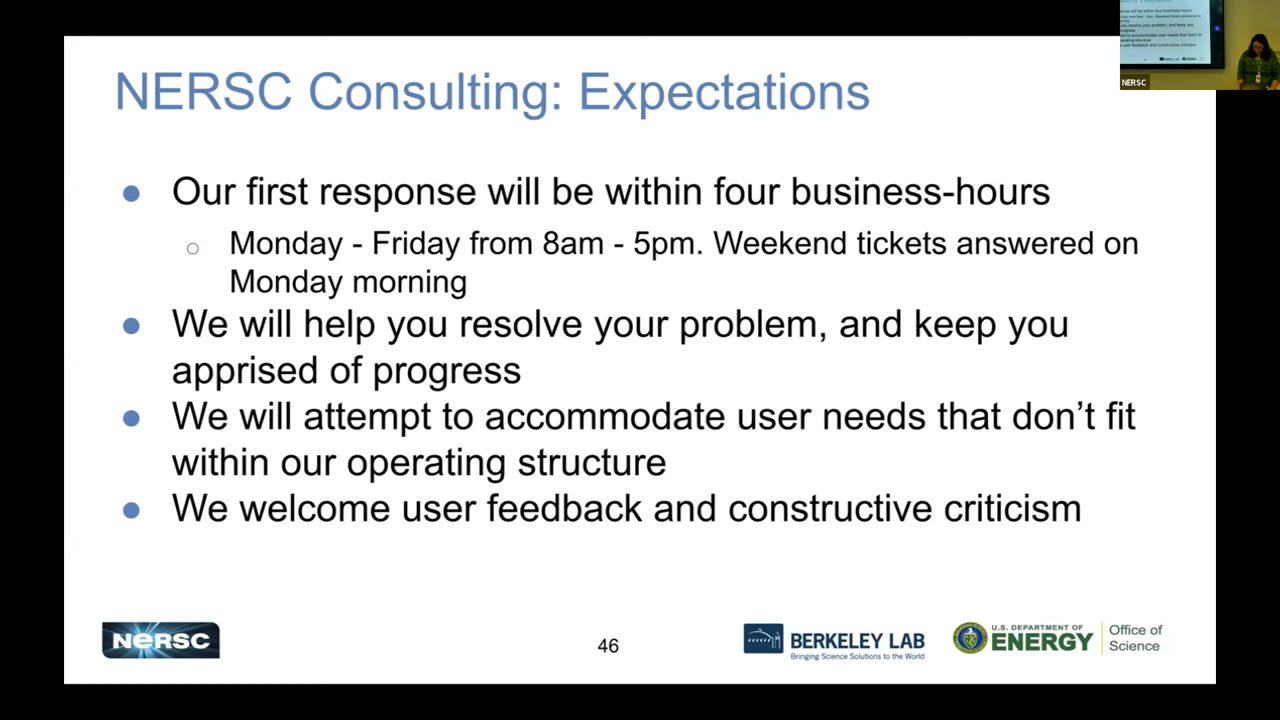 NERSC Consulting: Expectations
● Our first response will be within four business-hours
○ Monday - Friday from 8am - 5pm. Weekend tickets answered on
Monday morning
● We will help you resolve your problem, and keep you
apprised of progress
● We will attempt to accommodate user needs that don’t fit
within our operating structure
● We welcome user feedback and constructive criticism
NERSC
46
BERKELEY LAB
Bringing Science Solutions to the World
U.S. DEPARTMENT OF
ENERGY
Office of
Science
NERSC